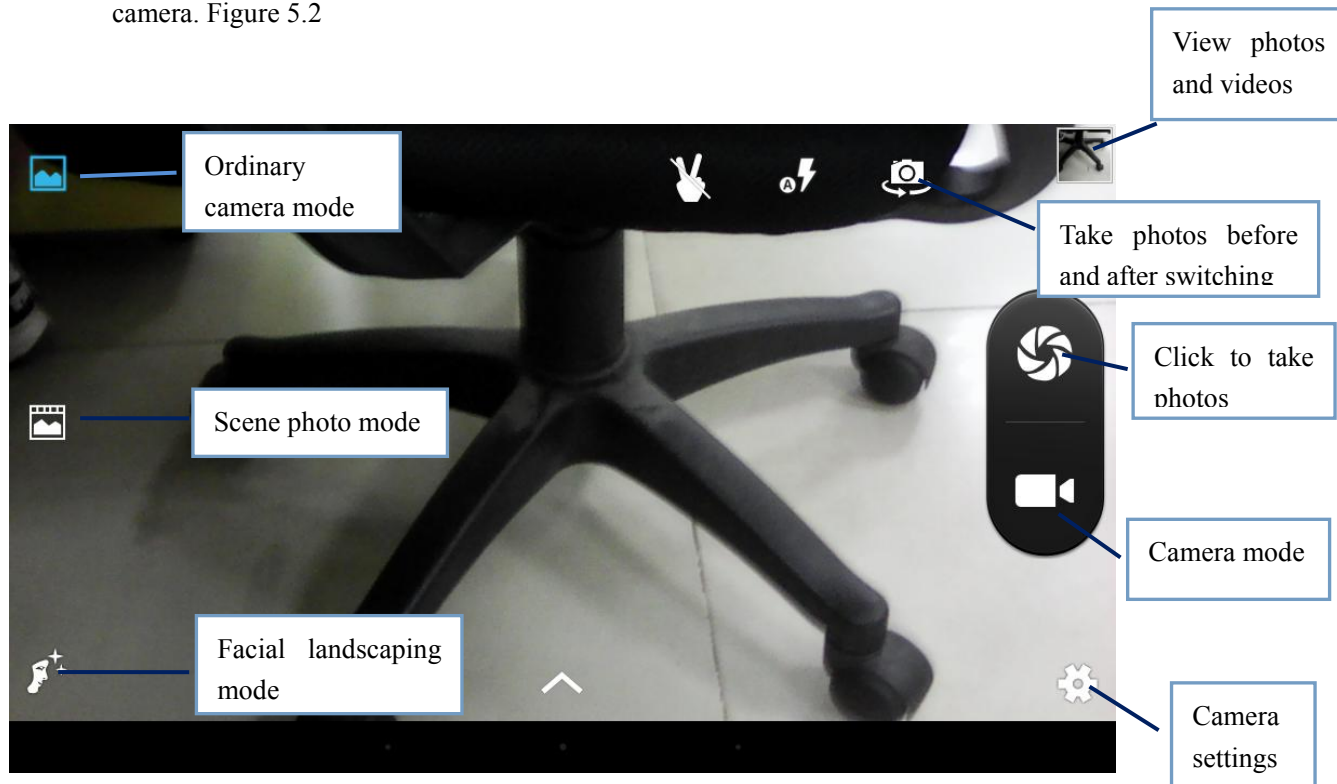 camera. Figure 5.2
View photos
and videos
Ordinary
camera mode
A
Take photos before
and after switching
Click to take
photos
Scene photo mode
Camera mode
Facial landscaping
mode
Camera
settings